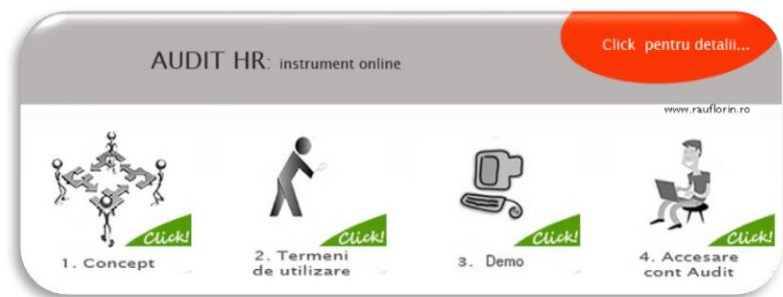 AUDIT HR: instrument online
Click pentru detalii...
www.rauflorin.ro
Click!
1. Concept
Click!
2. Termeni
de utilizare
Click!
3. Demo
Click!
4. Accesare
cont Audit